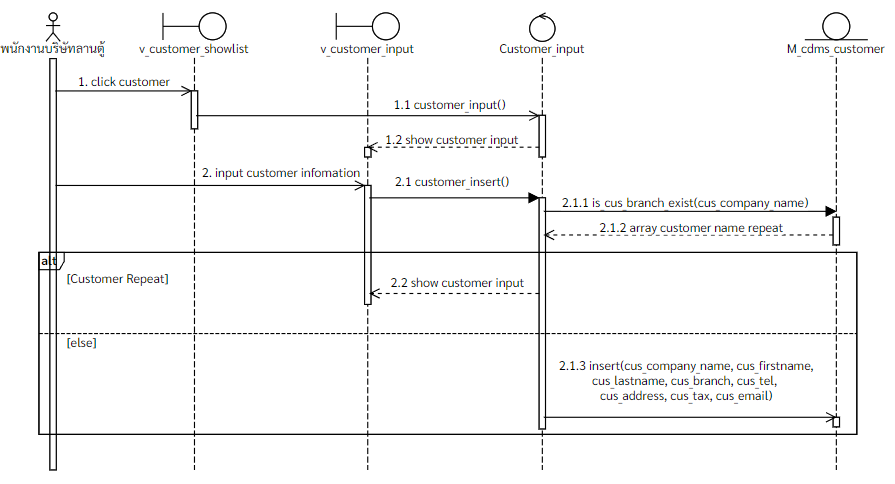 พนักงานบริษัทลานตู้
v_customer_showlist
v_customer_input
Customer_input
M_cdms_customer
1. click customer
1.1 customer_input()
1.2 show customer input
2. input customer infomation
2.1 customer_insert()
2.1.1 is_cus_branch_exist(cus_company_name)
2.1.2 array customer name repeat
alt
[Customer Repeat]
2.2 show customer input
[else]
2.1.3 insert(cus_company_name, cus_firstname,
cus_lastname, cus_branch, cus_tel,
cus_address, cus_tax, cus_email)